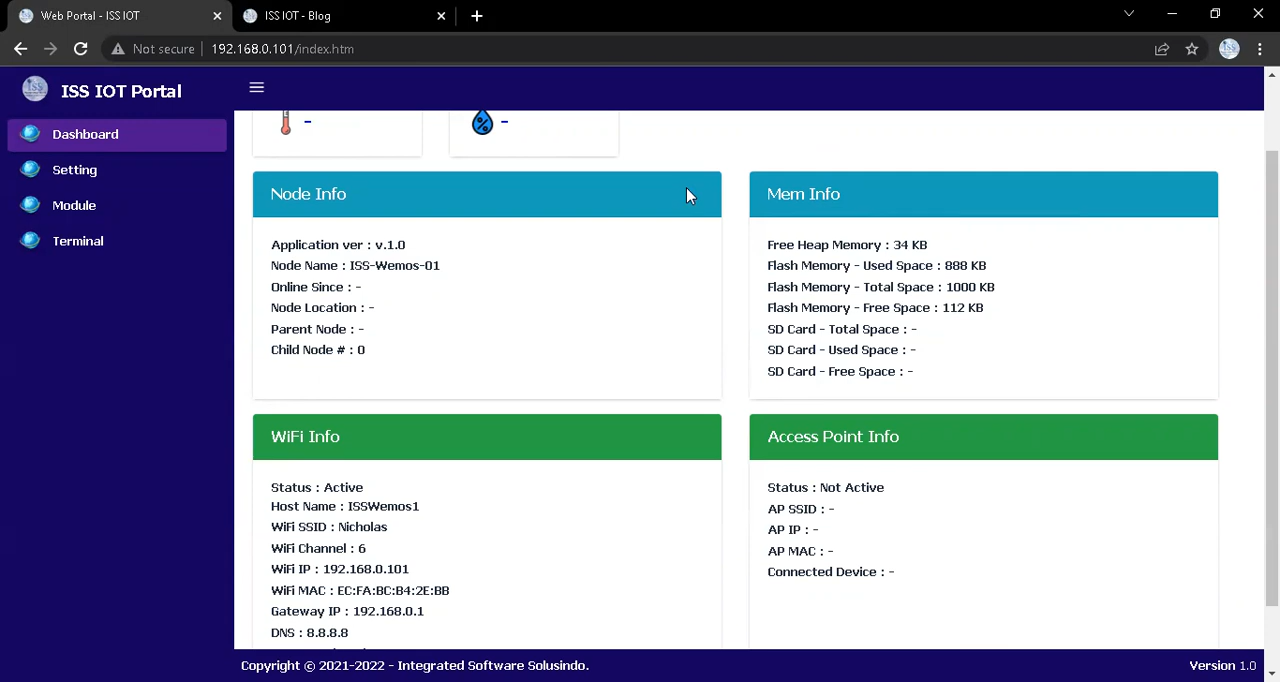 Web Portal - ISS IOT
ISS IOT - Blog
Not secure
192.168.0.101/index.htm
ISS IOT Portal
Dashboard
Setting
Module
Terminal
-
-
Node Info
Application ver : v.1.0
Node Name : ISS-Wemos-01
Online Since : -
Node Location : -
Parent Node : -
Child Node # : 0
Mem Info
Free Heap Memory : 34 KB
Flash Memory - Used Space : 888 KB
Flash Memory - Total Space : 1000 KB
Flash Memory - Free Space : 112 KB
SD Card - Total Space : -
SD Card - Used Space : -
SD Card - Free Space : -
WiFi Info
Status : Active
Host Name : ISSWemos1
WiFi SSID : Nicholas
WiFi Channel : 6
WiFi IP : 192.168.0.101
WiFi MAC : EC:FA:BC:B4:2E:BB
Gateway IP : 192.168.0.1
DNS : 8.8.8.8
Access Point Info
Status : Not Active
AP SSID : -
AP IP : -
AP MAC : -
Connected Device : -
Copyright © 2021-2022 - Integrated Software Solusindo.
Version 1.0